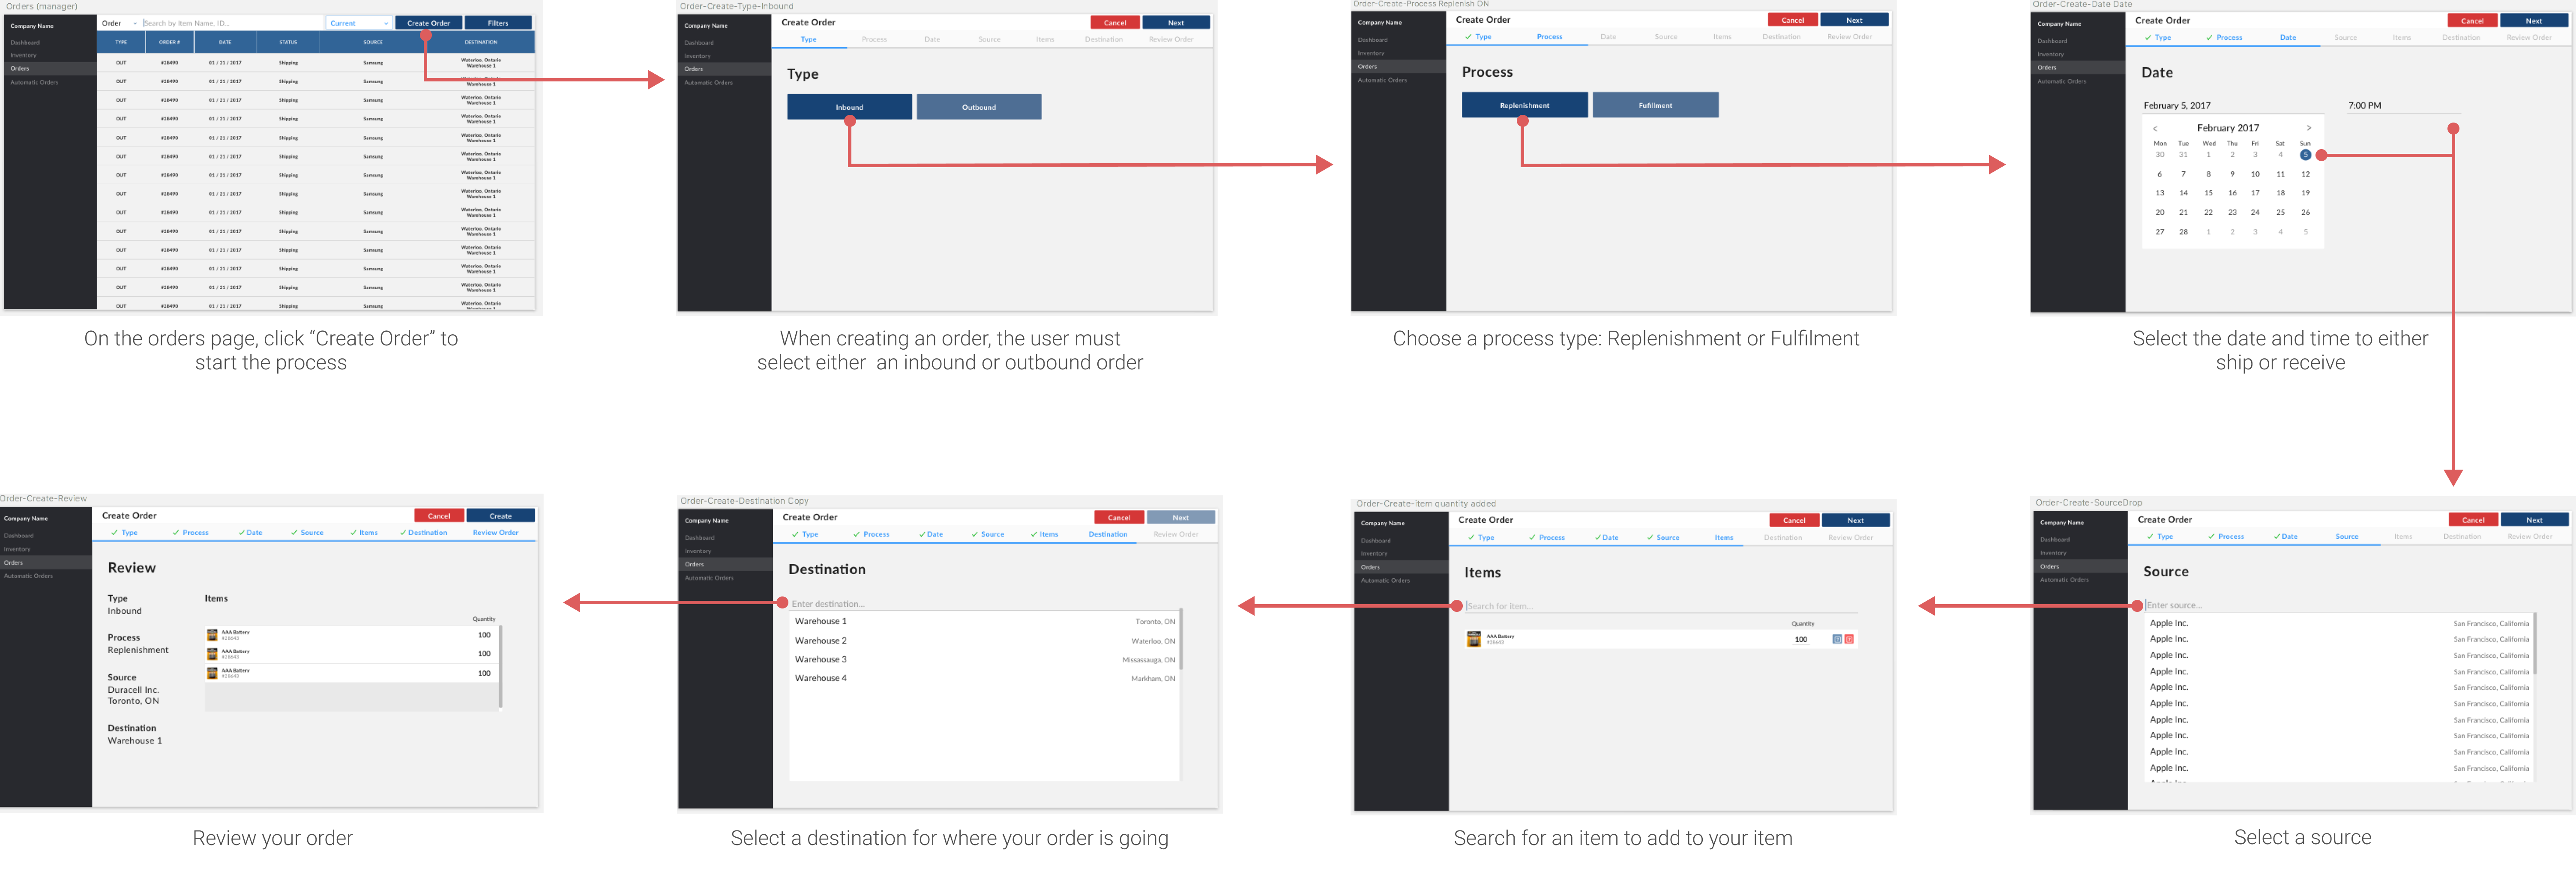 Orders (manager)
Company Name
Dashboard
Inventory
Orders
Automatic Orders
Order
Search by Item Name, ID...
Current
Create Order
Filters
TYPE ORDER # DATE STATUS SOURCE DESTINATION
OUT #28490 01 / 21 / 2017 Shipping Samsung Waterloo, Ontario
Warehouse 1
OUT #28490 01 / 21 / 2017 Shipping Samsung Waterloo, Ontario
Warehouse 1
OUT #28490 01 / 21 / 2017 Shipping Samsung Waterloo, Ontario
Warehouse 1
OUT #28490 01 / 21 / 2017 Shipping Samsung Waterloo, Ontario
Warehouse 1
OUT #28490 01 / 21 / 2017 Shipping Samsung Waterloo, Ontario
Warehouse 1
OUT #28490 01 / 21 / 2017 Shipping Samsung Waterloo, Ontario
Warehouse 1
OUT #28490 01 / 21 / 2017 Shipping Samsung Waterloo, Ontario
Warehouse 1
OUT #28490 01 / 21 / 2017 Shipping Samsung Waterloo, Ontario
Warehouse 1
OUT #28490 01 / 21 / 2017 Shipping Samsung Waterloo, Ontario
Warehouse 1
OUT #28490 01 / 21 / 2017 Shipping Samsung Waterloo, Ontario
Warehouse 1
OUT #28490 01 / 21 / 2017 Shipping Samsung Waterloo, Ontario
Warehouse 1
OUT #28490 01 / 21 / 2017 Shipping Samsung Waterloo, Ontario
Warehouse 1
OUT #28490 01 / 21 / 2017 Shipping Samsung Waterloo, Ontario
Warehouse 1
OUT #28490 01 / 21 / 2017 Shipping Samsung Waterloo, Ontario
Warehouse 1
On the orders page, click “Create Order” to
start the process
Order-Create-Type-Inbound
Company Name
Dashboard
Inventory
Orders
Automatic Orders
Create Order
Cancel
Next
Type Process Date Source Items Destination Review Order
Type
Inbound
Outbound
When creating an order, the user must
select either an inbound or outbound order
Order-Create-Process Replenish ON
Company Name
Dashboard
Inventory
Orders
Automatic Orders
Create Order
Cancel
Next
Type Process Date Source Items Destination Review Order
Process
Replenishment
Fufillment
Choose a process type: Replenishment or Fulfilment
Order-Create-Date Date
Company Name
Dashboard
Inventory
Orders
Automatic Orders
Create Order
Cancel
Next
Type Process Date Source Items Destination Review Order
Date
February 5, 2017
7:00 PM
< February 2017 >
Mon Tue Wed Thu Fri Sat Sun
30 31 1 2 3 4 5
6 7 8 9 10 11 12
13 14 15 16 17 18 19
20 21 22 23 24 25 26
27 28 1 2 3 4 5
Select the date and time to either
ship or receive
Order-Create-Review
Company Name
Dashboard
Inventory
Orders
Automatic Orders
Create Order
Cancel
Create
Type Process Date Source Items Destination Review Order
Review
Type
Inbound
Process
Replenishment
Source
Duracell Inc.
Toronto, ON
Destination
Warehouse 1
Items
Quantity
AAA Battery
#28643
100
AAA Battery
#28643
100
AAA Battery
#28643
100
Review your order
Order-Create-Destination Copy
Company Name
Dashboard
Inventory
Orders
Automatic Orders
Create Order
Cancel
Next
Type Process Date Source Items Destination Review Order
Destination
Enter destination...
Warehouse 1 Toronto, ON
Warehouse 2 Waterloo, ON
Warehouse 3 Missassauga, ON
Warehouse 4 Markham, ON
Select a destination for where your order is going
Order-Create-item quantity added
Company Name
Dashboard
Inventory
Orders
Automatic Orders
Create Order
Cancel
Next
Type Process Date Source Items Destination Review Order
Items
Search for item...
Quantity
AAA Battery
#28643
100
Search for an item to add to your item
Order-Create-SourceDrop
Company Name
Dashboard
Inventory
Orders
Automatic Orders
Create Order
Cancel
Next
Type Process Date Source Items Destination Review Order
Source
Enter source...
Apple Inc. San Francisco, California
Apple Inc. San Francisco, California
Apple Inc. San Francisco, California
Apple Inc. San Francisco, California
Apple Inc. San Francisco, California
Apple Inc. San Francisco, California
Apple Inc. San Francisco, California
Apple Inc. San Francisco, California
Apple Inc. San Francisco, California
Apple Inc. San Francisco, California
Select a source